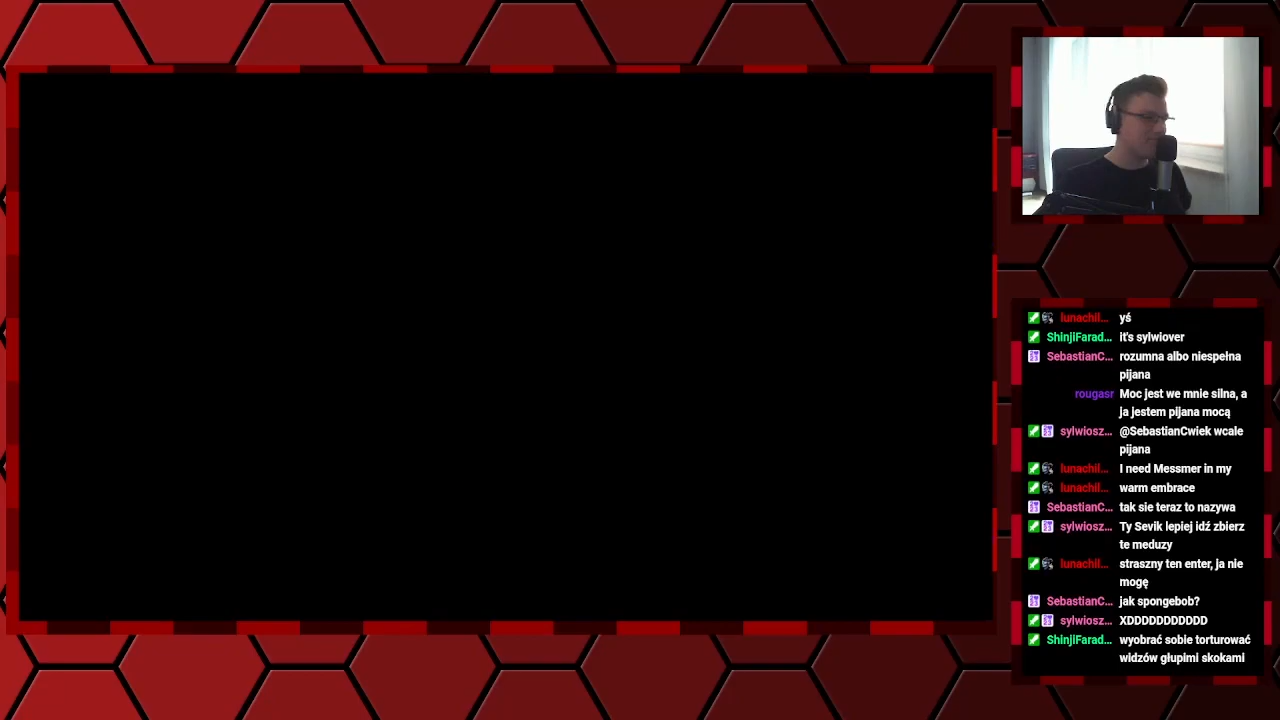 lunachil... yś
ShinjiFarad... it's sylwiover
SebastianC... rozumna albo niespełna
pijana
rougasr Moc jest we mnie silna, a
ja jestem pijana mocą
sylwiosz... @SebastianCwiek wcale
pijana
lunachil... I need Messmer in my
lunachil... warm embrace
SebastianC... tak sie teraz to nazywa
sylwiosz... Ty Sevik lepiej idź zbierz
te meduzy
lunachil... straszny ten enter, ja nie
mogę
SebastianC... jak spongebob?
sylwiosz... XDDDDDDDDDDD
ShinjiFarad... wyobrać sobie torturować
widzów głupimi skokami